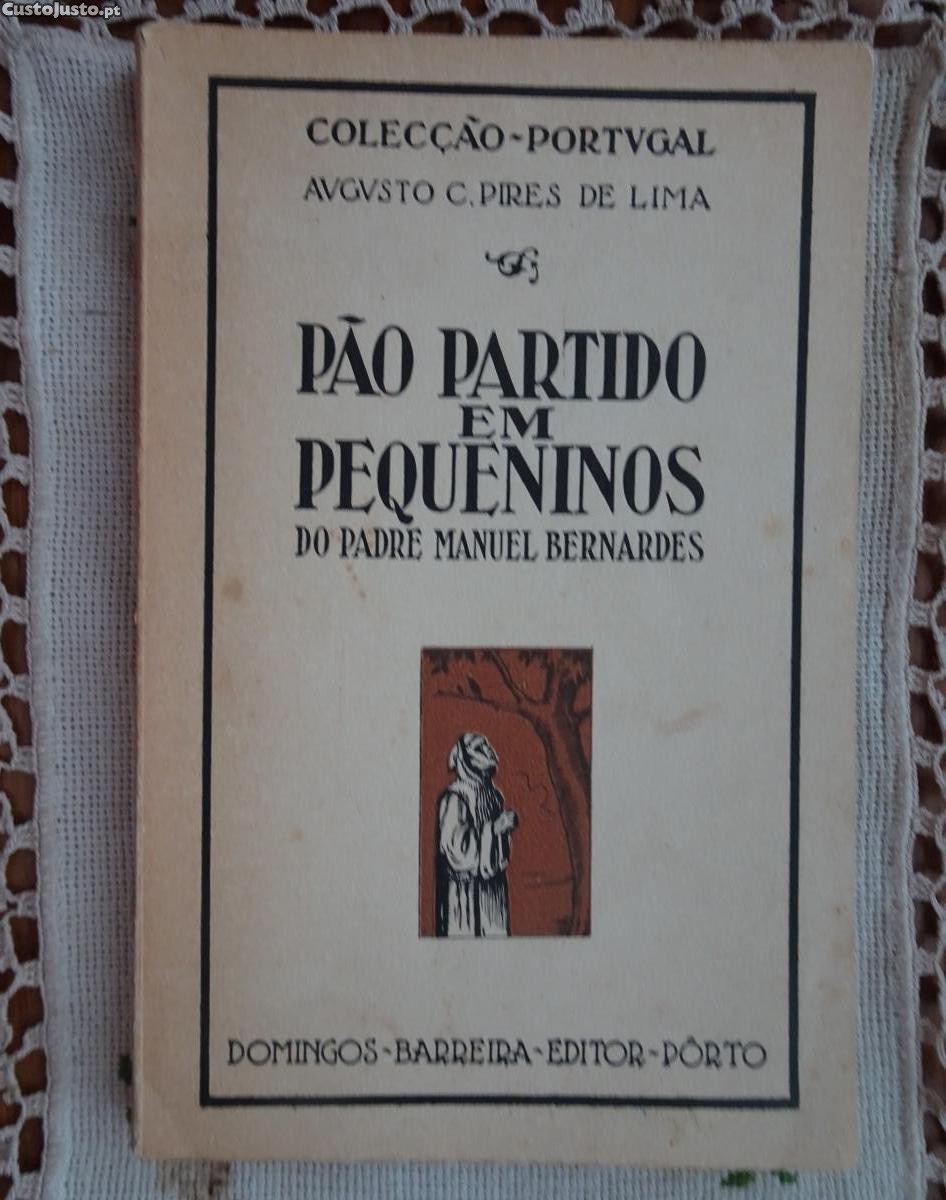 CustoJusto.pt
COLECÇÃO-PORTVGAL
AVGVSTO C. PIRES DE LIMA
PÃO PARTIDO
EM
PEQUENINOS
DO PADRE MANUEL BERNARDES
DOMINGOS-BARREIRA-EDITOR-PÔRTO